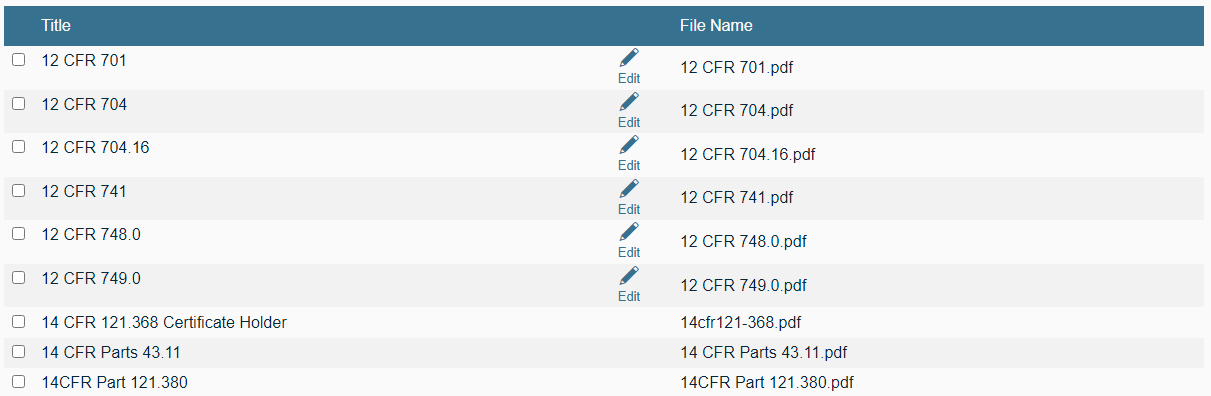 Title File Name
12 CFR 701 Edit 12 CFR 701.pdf
12 CFR 704 Edit 12 CFR 704.pdf
12 CFR 704.16 Edit 12 CFR 704.16.pdf
12 CFR 741 Edit 12 CFR 741.pdf
12 CFR 748.0 Edit 12 CFR 748.0.pdf
12 CFR 749.0 Edit 12 CFR 749.0.pdf
14 CFR 121.368 Certificate Holder 14cfr121-368.pdf
14 CFR Parts 43.11 14 CFR Parts 43.11.pdf
14CFR Part 121.380 14CFR Part 121.380.pdf